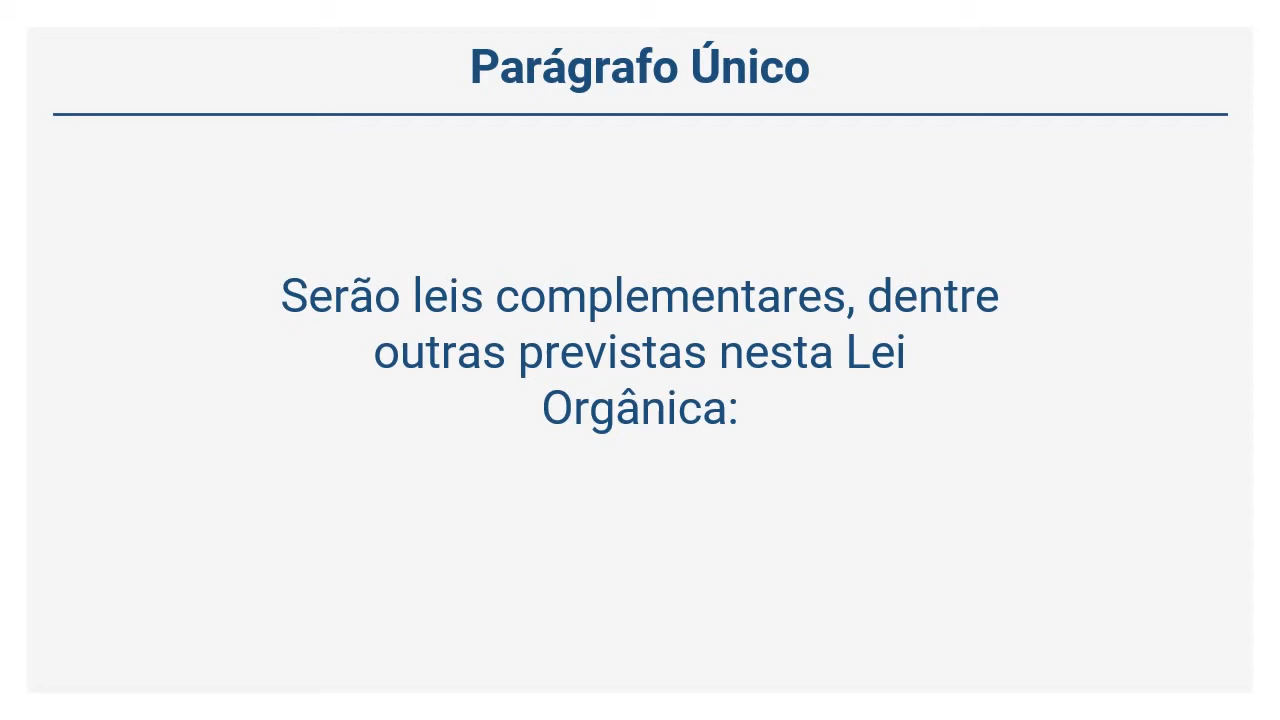 Parágrafo Único
Serão leis complementares, dentre
outras previstas nesta Lei
Orgânica: